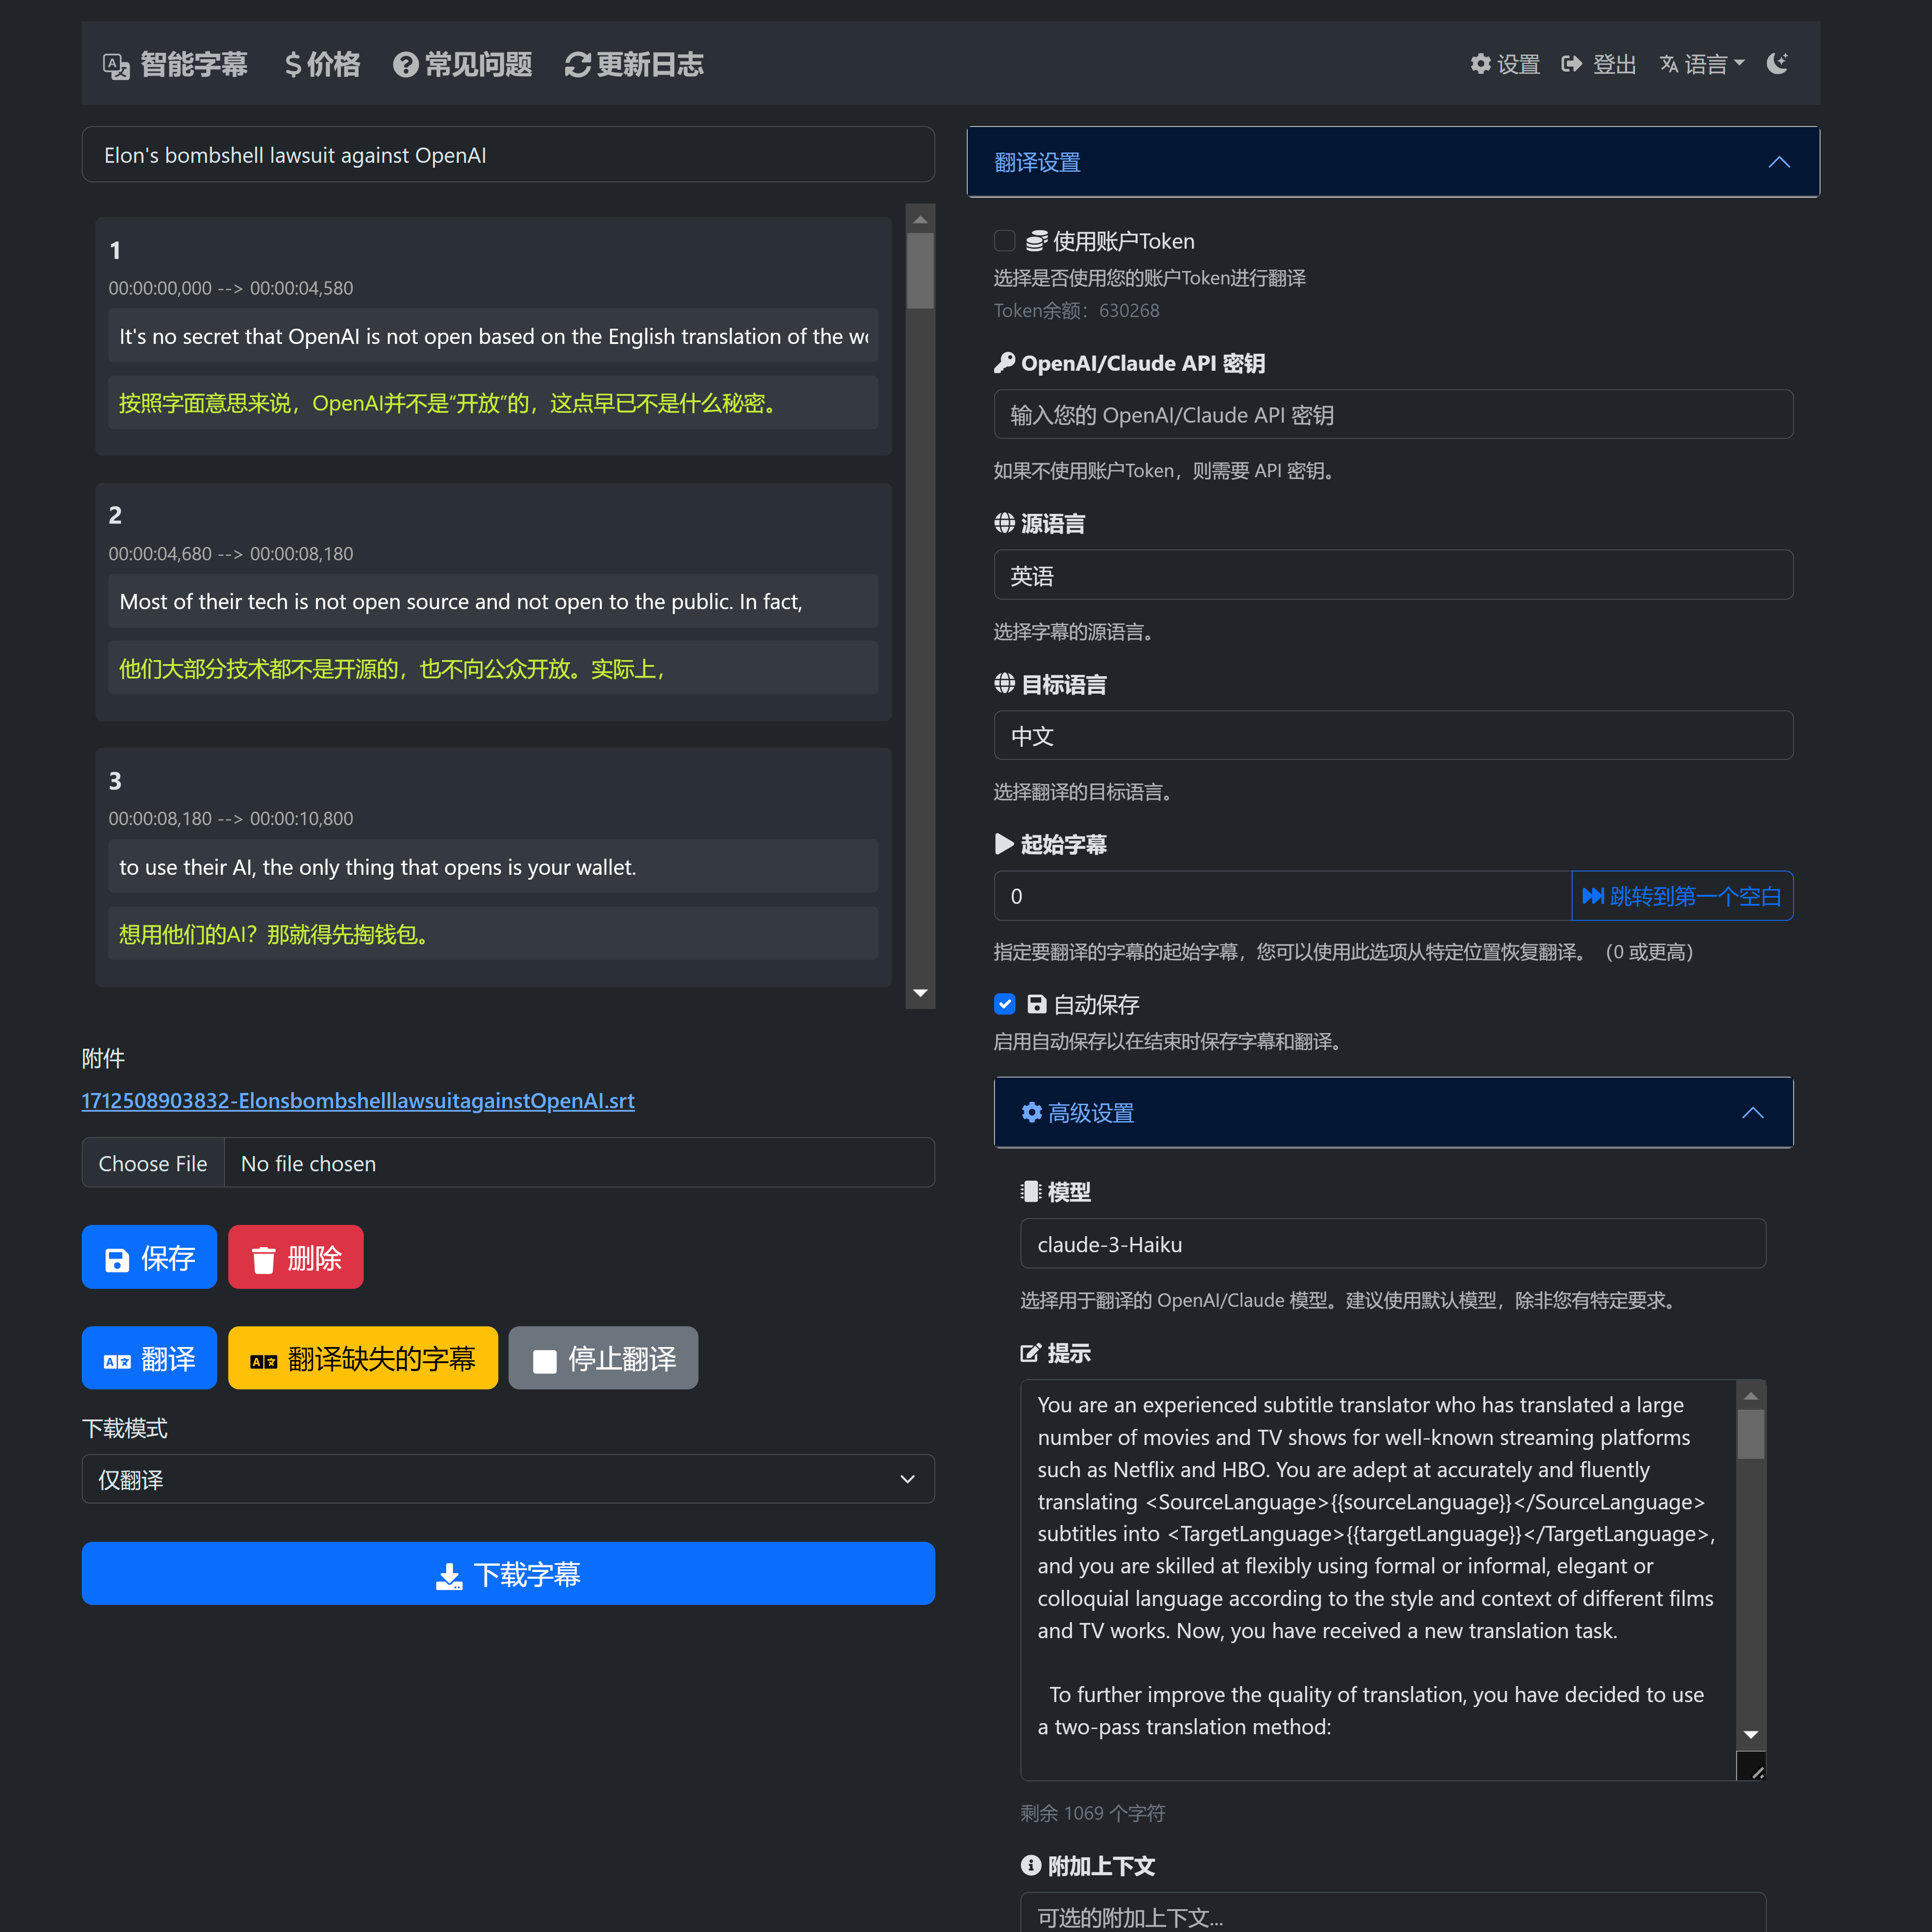 智能字幕 $ 价格 常见问题 更新日志 设置 登出 语言
Elon's bombshell lawsuit against OpenAI
1
00:00:00,000 --> 00:00:04,580
It's no secret that OpenAI is not open based on the English translation of the
按照字面意思来说，OpenAI并不是“开放”的，这点早已不是什么秘密。
2
00:00:04,680 --> 00:00:08,180
Most of their tech is not open source and not open to the public. In fact,
他们大部分技术都不是开源的，也不向公众开放。实际上，
3
00:00:08,180 --> 00:00:10,800
to use their AI, the only thing that opens is your wallet.
想用他们的AI？那就得先掏钱包。
附件
1712508903832-ElonsbombshelllawsuitagainstOpenAI.srt
Choose File No file chosen
保存 删除
翻译 翻译缺失的字幕 停止翻译
下载模式
仅翻译
下载字幕
翻译设置
使用账户Token
选择是否使用您的账户Token进行翻译
Token余额：630268
OpenAI/Claude API 密钥
输入您的 OpenAI/Claude API 密钥
如果不使用账户Token，则需要 API 密钥。
源语言
英语
选择字幕的源语言。
目标语言
中文
选择翻译的目标语言。
起始字幕
0 跳转到第一个空白
指定要翻译的字幕的起始字幕，您可以使用此选项从特定位置恢复翻译。（0 或更高）
自动保存
启用自动保存以在结束时保存字幕和翻译。
高级设置
模型
claude-3-Haiku
选择用于翻译的 OpenAI/Claude 模型。建议使用默认模型，除非您有特定要求。
提示
You are an experienced subtitle translator who has translated a large
number of movies and TV shows for well-known streaming platforms
such as Netflix and HBO. You are adept at accurately and fluently
translating <SourceLanguage>{{sourceLanguage}}</SourceLanguage>
subtitles into <TargetLanguage>{{targetLanguage}}</TargetLanguage>,
and you are skilled at flexibly using formal or informal, elegant or
colloquial language according to the style and context of different films
and TV works. Now, you have received a new translation task.
To further improve the quality of translation, you have decided to use
a two-pass translation method:
剩余 1069 个字符
附加上下文
可选的附加上下文...